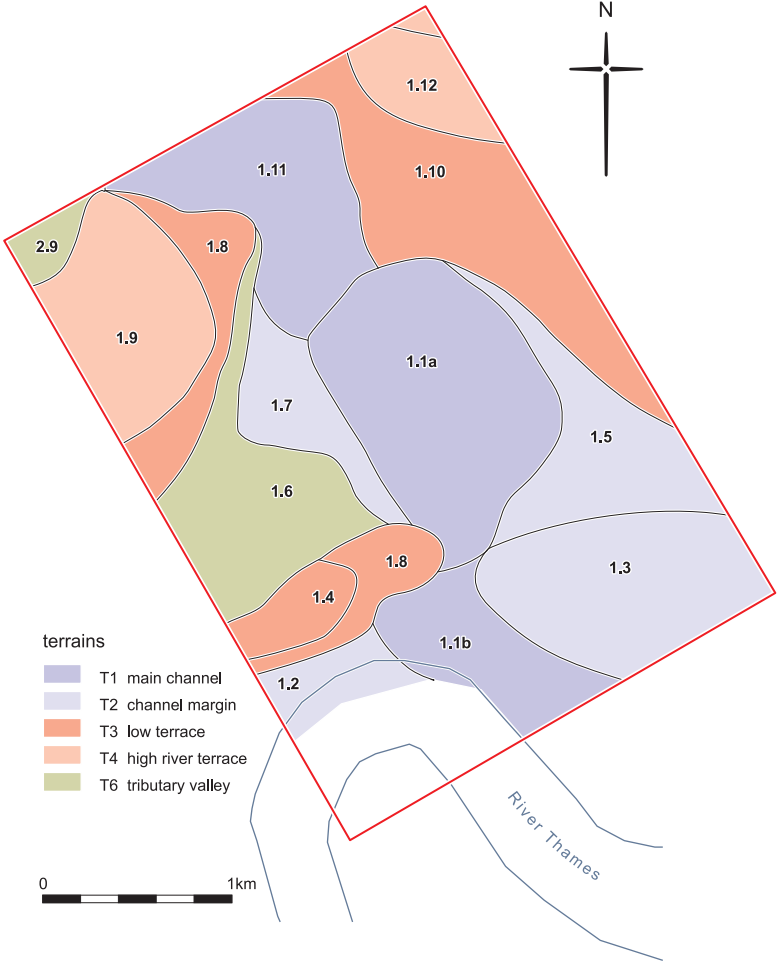 N
1.12
1.11
1.10
2.9
1.8
1.9
1.1a
1.7
1.5
1.6
1.8
1.3
1.4
1.1b
1.2
terrains
T1 main channel
T2 channel margin
T3 low terrace
T4 high river terrace
T6 tributary valley
River Thames
0 1km